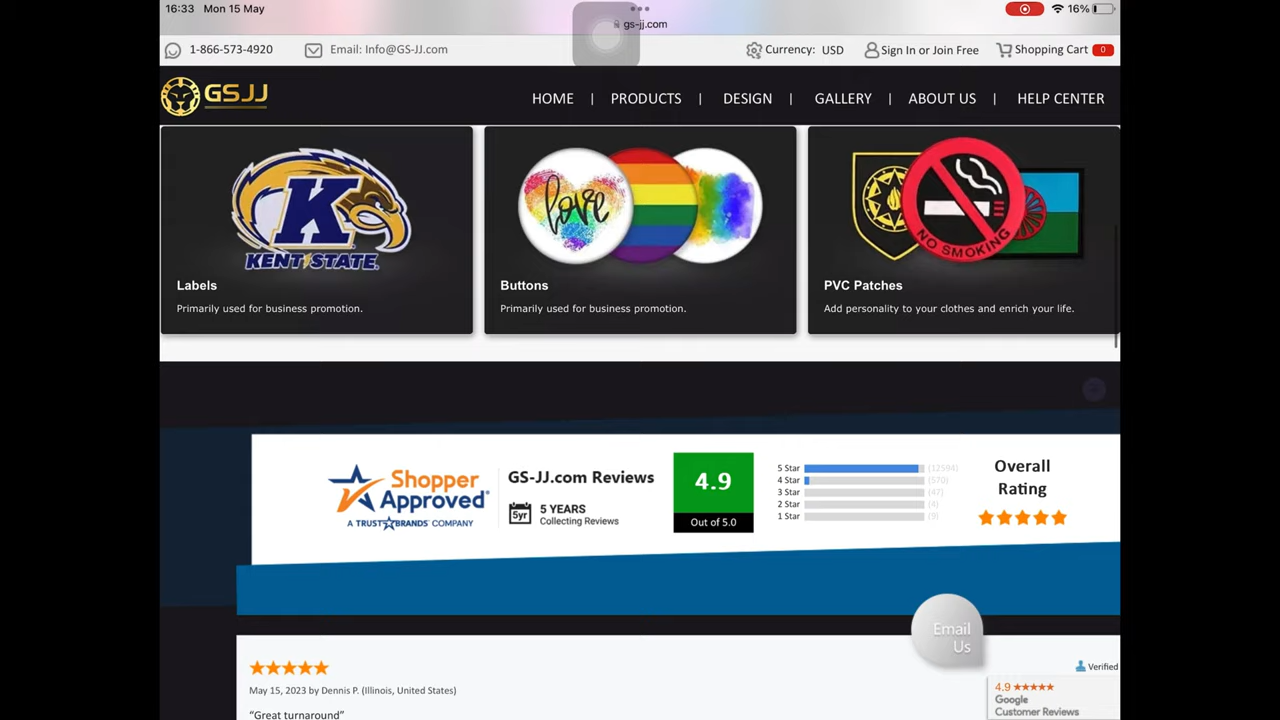 16:33 Mon 15 May
16%
gs-jj.com
1-866-573-4920
Email: Info@GS-JJ.com
Currency: USD
Sign In or Join Free
Shopping Cart 0
GSJJ
HOME | PRODUCTS | DESIGN | GALLERY | ABOUT US | HELP CENTER
K
KENT STATE
love
NO SMOKING
Labels
Primarily used for business promotion.
Buttons
Primarily used for business promotion.
PVC Patches
Add personality to your clothes and enrich your life.
Shopper
Approved®
A TRUSTBRANDS® COMPANY
GS-JJ.com Reviews
5yr
5 YEARS
Collecting Reviews
4.9
Out of 5.0
5 Star (12594)
4 Star (570)
3 Star (47)
2 Star (4)
1 Star (9)
Overall
Rating
Email
Us
Verified
May 15, 2023 by Dennis P. (Illinois, United States)
“Great turnaround”
4.9
Google
Customer Reviews